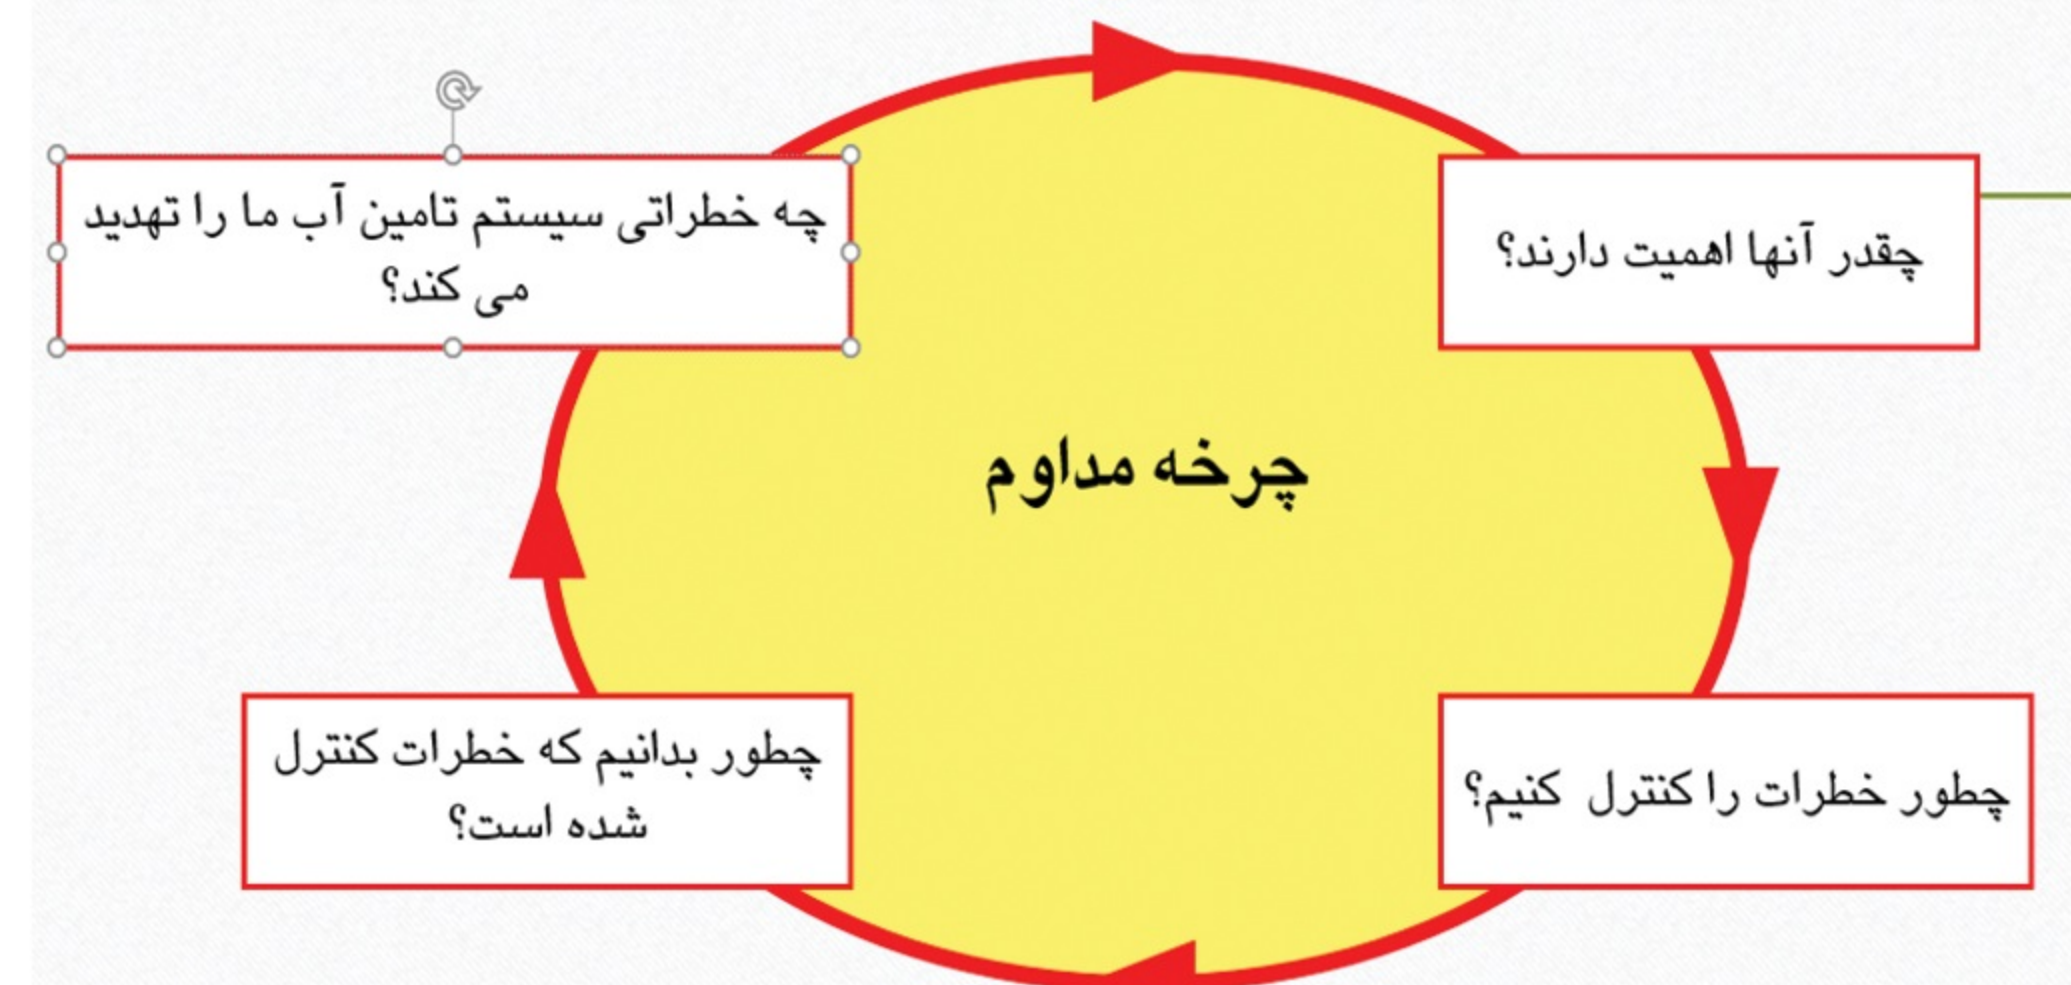 چه خطراتی سیستم تامین آب ما را تهدید
می کند؟
چقدر آنها اهمیت دارند؟
چرخه مداوم
چطور خطرات را کنترل کنیم؟
چطور بدانیم که خطرات کنترل
شده است؟